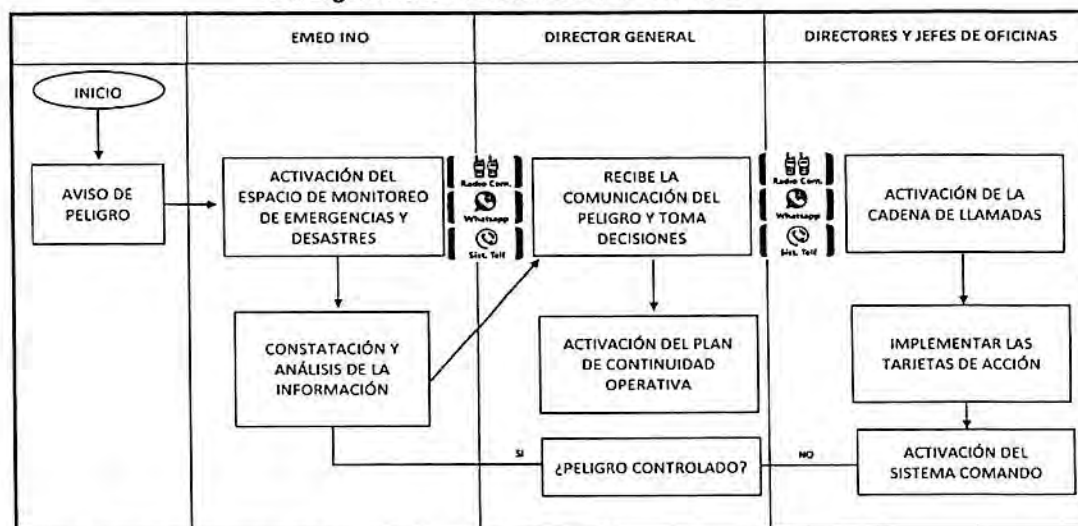 EMED INO
DIRECTOR GENERAL
DIRECTORES Y JEFES DE OFICINAS
INICIO
AVISO DE
PELIGRO
ACTIVACIÓN DEL
ESPACIO DE MONITOREO
DE EMERGENCIAS Y
DESASTRES
Radio Com.
Whatsapp
Sist. Telf
RECIBE LA
COMUNICACIÓN DEL
PELIGRO Y TOMA
DECISIONES
Radio Com.
Whatsapp
Sist. Telf
ACTIVACIÓN DE LA
CADENA DE LLAMADAS
CONSTATACIÓN Y
ANÁLISIS DE LA
INFORMACIÓN
ACTIVACIÓN DEL PLAN
DE CONTINUIDAD
OPERATIVA
IMPLEMENTAR LAS
TARJETAS DE ACCIÓN
SI
¿PELIGRO CONTROLADO?
NO
ACTIVACIÓN DEL
SISTEMA COMANDO